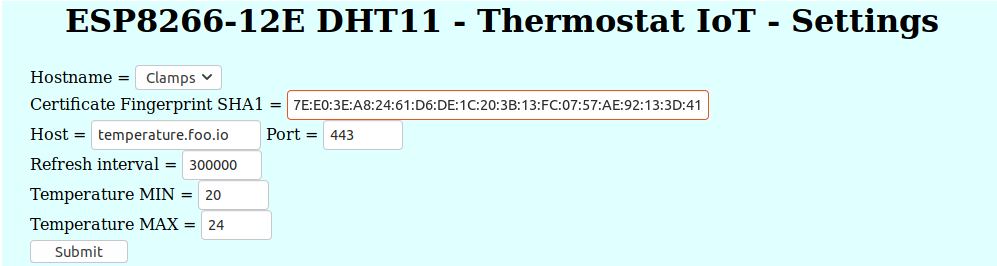 ESP8266-12E DHT11 - Thermostat IoT - Settings
Hostname = Clamps
Certificate Fingerprint SHA1 = 7E:E0:3E:A8:24:61:D6:DE:1C:20:3B:13:FC:07:57:AE:92:13:3D:41
Host = temperature.foo.io Port = 443
Refresh interval = 300000
Temperature MIN = 20
Temperature MAX = 24
Submit